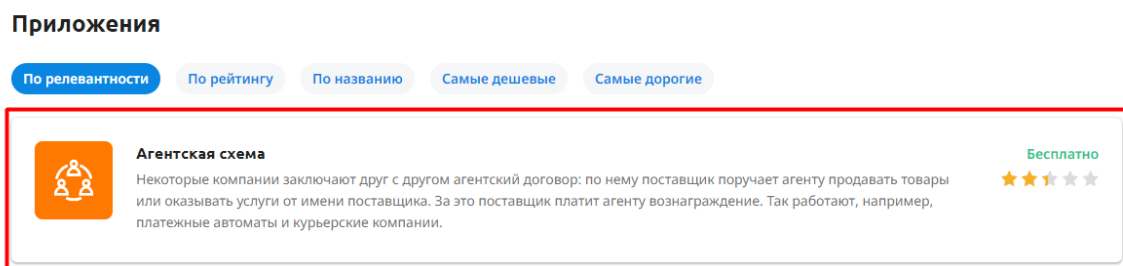 Приложения
По релевантности
По рейтингу
По названию
Самые дешевые
Самые дорогие
Агентская схема
Бесплатно
Некоторые компании заключают друг с другом агентский договор: по нему поставщик поручает агенту продавать товары
или оказывать услуги от имени поставщика. За это поставщик платит агенту вознаграждение. Так работают, например,
платежные автоматы и курьерские компании.